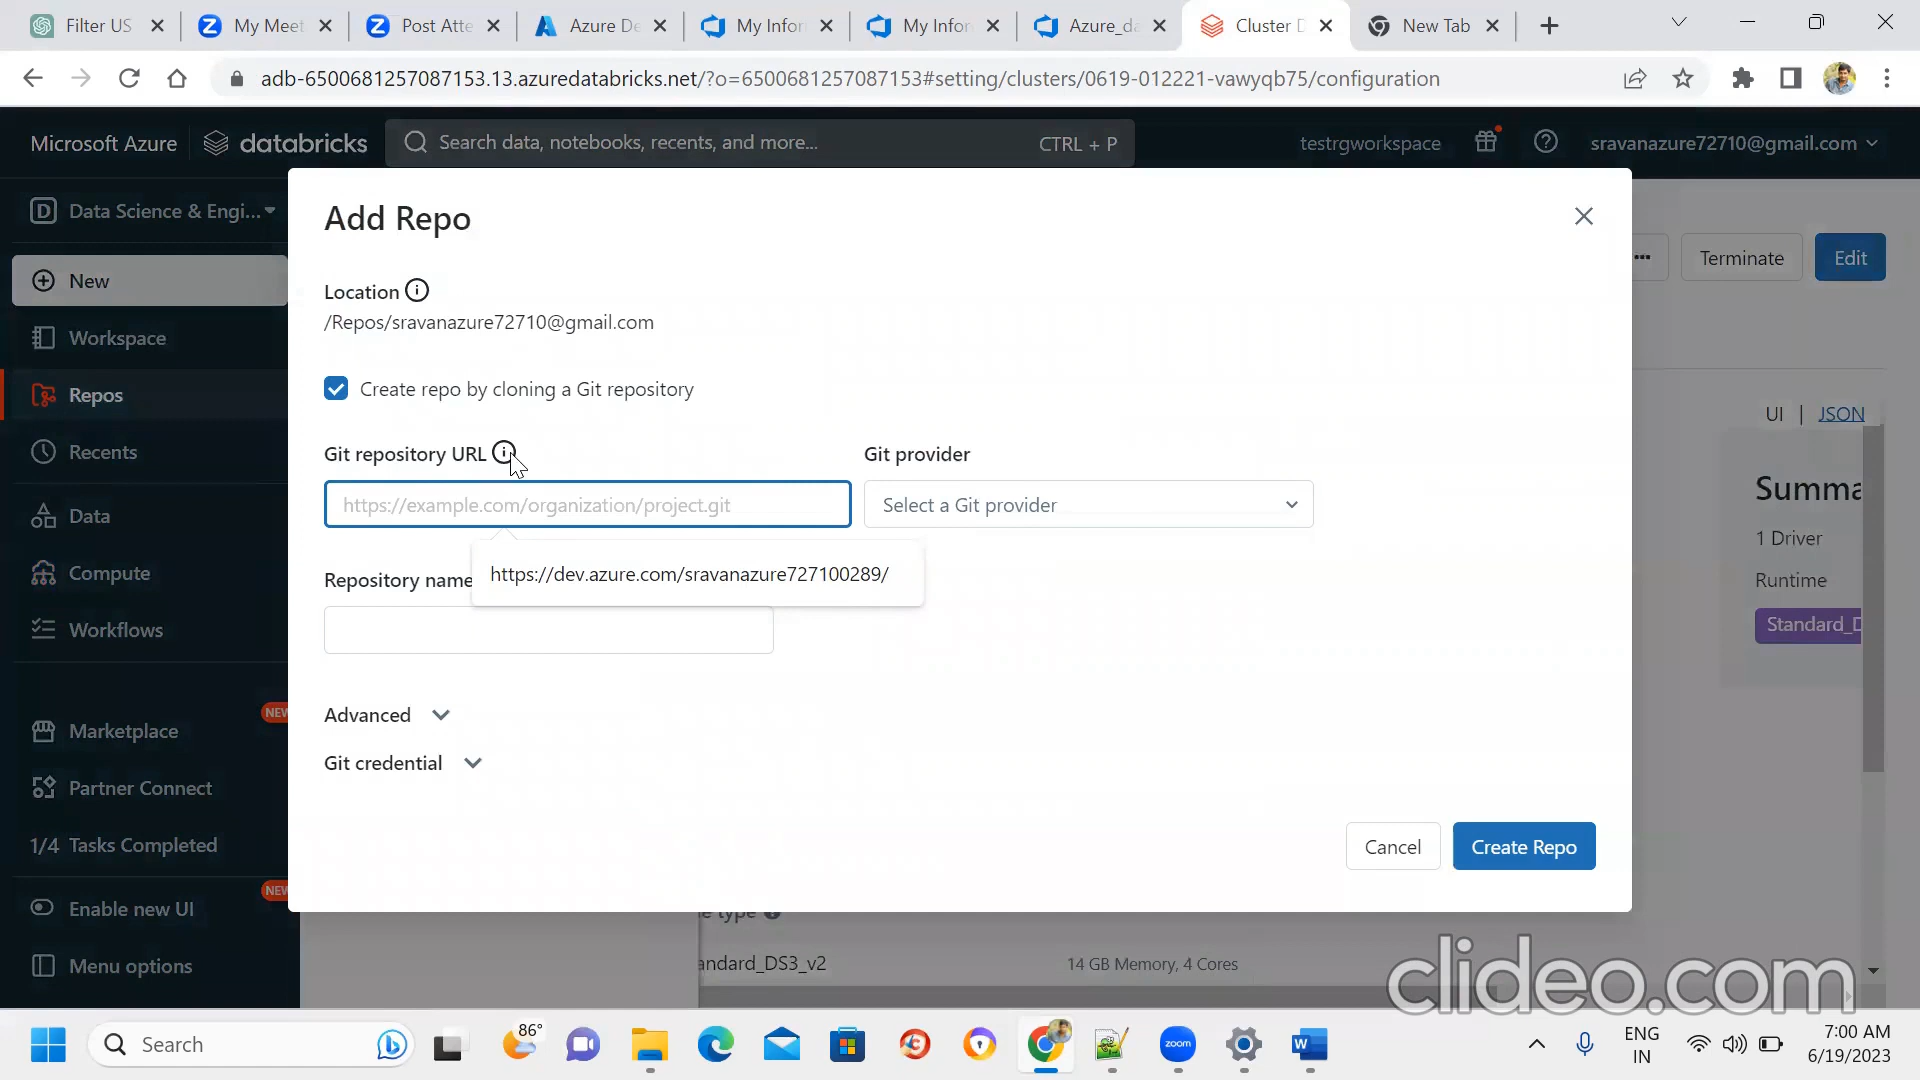 Filter US
My Meet
Post Atte
Azure De
My Infor
My Infor
Azure_da
Cluster D
New Tab
adb-6500681257087153.13.azuredatabricks.net/?o=6500681257087153#setting/clusters/0619-012221-vawyqb75/configuration
Microsoft Azure
databricks
Search data, notebooks, recents, and more...
CTRL + P
testrgworkspace
sravanazure72710@gmail.com
Data Science & Engi...
New
Workspace
Repos
Recents
Data
Compute
Workflows
Marketplace
NEW
Partner Connect
1/4 Tasks Completed
Enable new UI
NEW
Menu options
Add Repo
Location
/Repos/sravanazure72710@gmail.com
Create repo by cloning a Git repository
Git repository URL
Git provider
https://example.com/organization/project.git
Select a Git provider
https://dev.azure.com/sravanazure727100289/
Repository name
Advanced
Git credential
Cancel
Create Repo
Terminate
Edit
UI | JSON
Summa
1 Driver
Runtime
Standard_D
e type
andard_DS3_v2
14 GB Memory, 4 Cores
clideo.com
Search
86°
zoom
ENG
IN
7:00 AM
6/19/2023